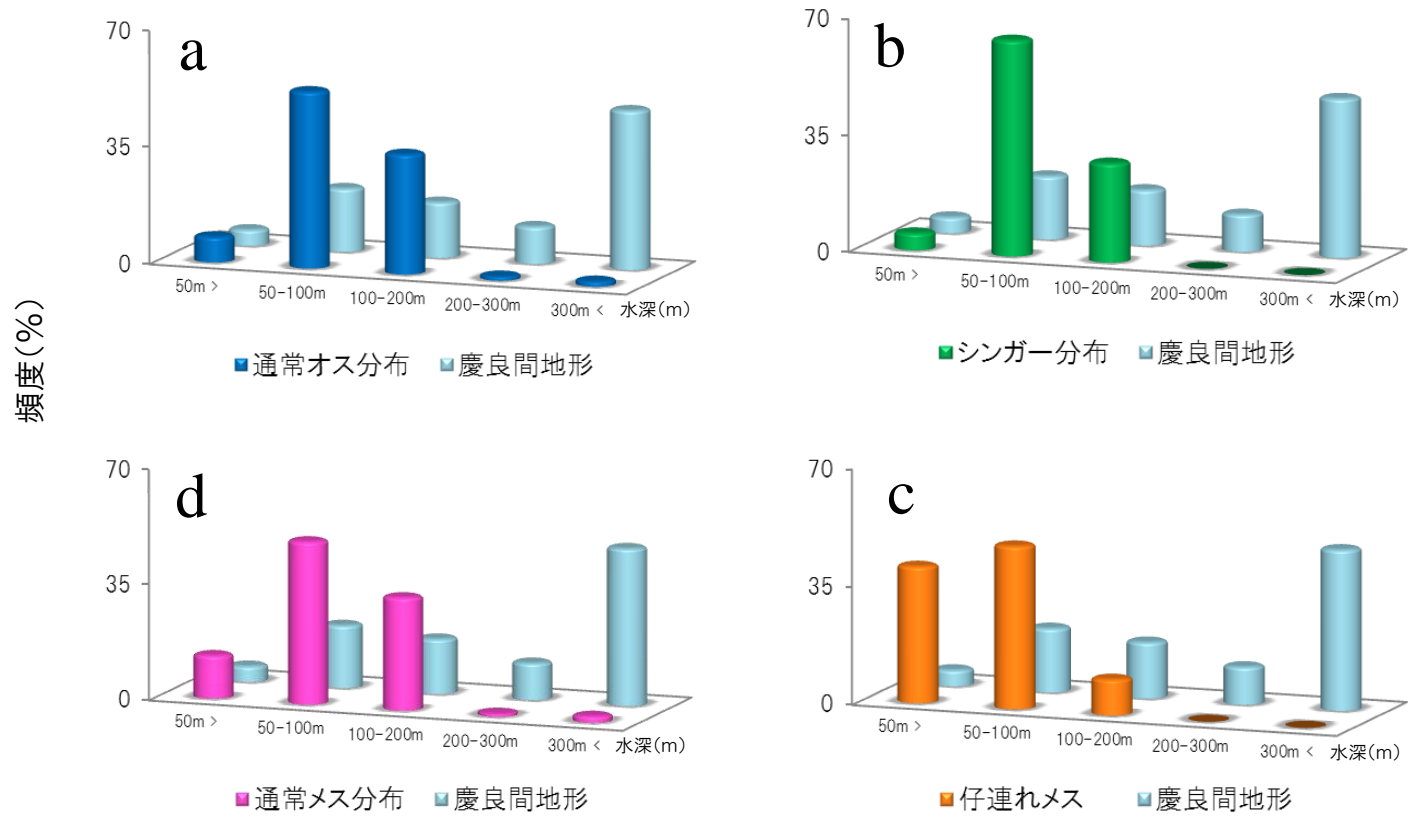 頻度(%)
a
70
35
0
50m >
50-100m
100-200m
200-300m
300m <
水深(m)
通常オス分布
慶良間地形
b
70
35
0
50m >
50-100m
100-200m
200-300m
300m <
水深(m)
シンガー分布
慶良間地形
d
70
35
0
50m >
50-100m
100-200m
200-300m
300m <
水深(m)
通常メス分布
慶良間地形
c
70
35
0
50m >
50-100m
100-200m
200-300m
300m <
水深(m)
仔連れメス
慶良間地形